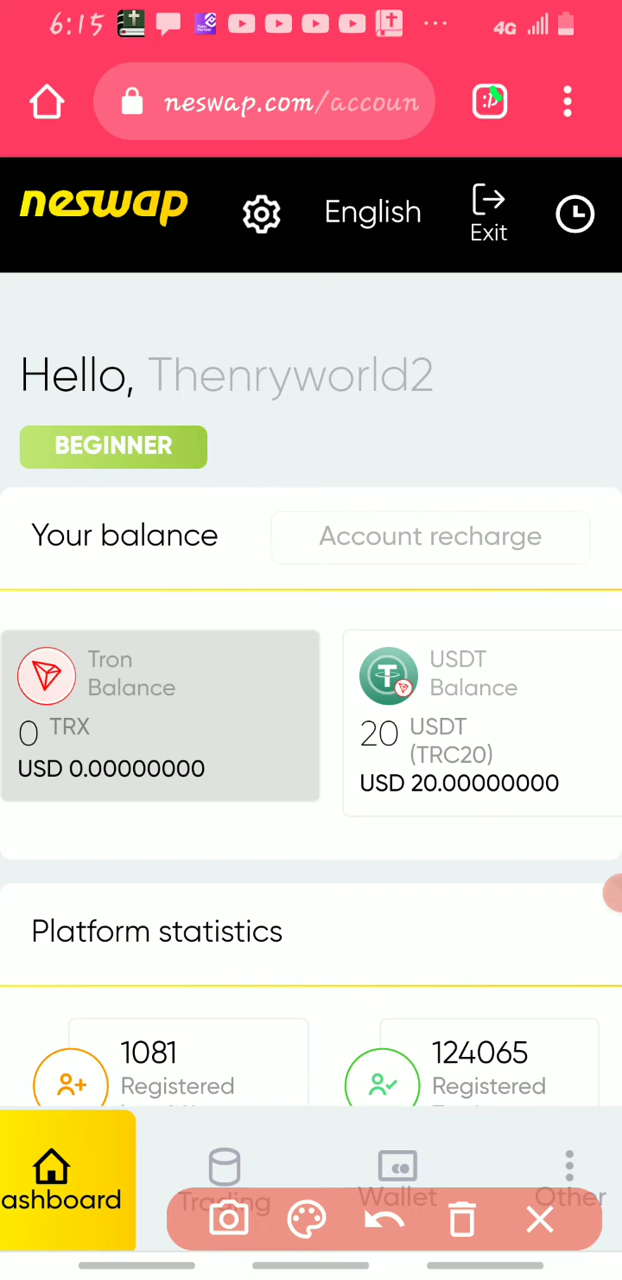 6:15
4G
neswap.com/accoun
neswap
English
Exit
Hello, Thenryworld2
BEGINNER
Your balance
Account recharge
Tron
Balance
0 TRX
USD 0.00000000
USDT
Balance
20 USDT
(TRC20)
USD 20.00000000
Platform statistics
1081
Registered
124065
Registered
ashboard
Trading
Wallet
Other